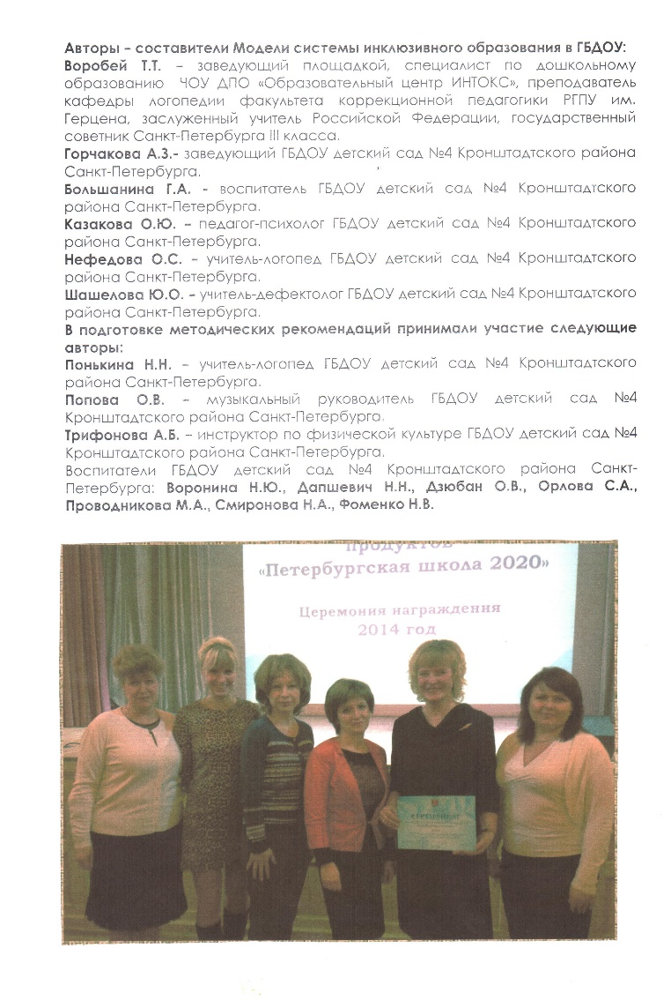 Авторы – составители Модели системы инклюзивного образования в ГБДОУ:
Воробей Т.Т. – заведующий площадкой, специалист по дошкольному
образованию ЧОУ ДПО «Образовательный центр ИНТОКС», преподаватель
кафедры логопедии факультета коррекционной педагогики РГПУ им.
Герцена, заслуженный учитель Российской Федерации, государственный
советник Санкт-Петербурга III класса.
Горчакова А.З.- заведующий ГБДОУ детский сад №4 Кронштадтского района
Санкт-Петербурга.
Большанина Г.А. - воспитатель ГБДОУ детский сад №4 Кронштадтского
района Санкт-Петербурга.
Казакова О.Ю. – педагог-психолог ГБДОУ детский сад №4 Кронштадтского
района Санкт-Петербурга.
Нефедова О.С. – учитель-логопед ГБДОУ детский сад №4 Кронштадтского
района Санкт-Петербурга.
Шашелова Ю.О. – учитель-дефектолог ГБДОУ детский сад №4 Кронштадтского
района Санкт-Петербурга.
В подготовке методических рекомендаций принимали участие следующие
авторы:
Понькина Н.Н. – учитель-логопед ГБДОУ детский сад №4 Кронштадтского
района Санкт-Петербурга.
Попова О.В. – музыкальный руководитель ГБДОУ детский сад №4
Кронштадтского района Санкт-Петербурга.
Трифонова А.Б. – инструктор по физической культуре ГБДОУ детский сад №4
Кронштадтского района Санкт-Петербурга.
Воспитатели ГБДОУ детский сад №4 Кронштадтского района Санкт-
Петербурга: Воронина Н.Ю., Дапшевич Н.Н., Дзюбан О.В., Орлова С.А.,
Проводникова М.А., Смиронова Н.А., Фоменко Н.В.
продуктов
«Петербургская школа 2020»
Церемония награждения
2014 год
СЕРТИФИКАТ